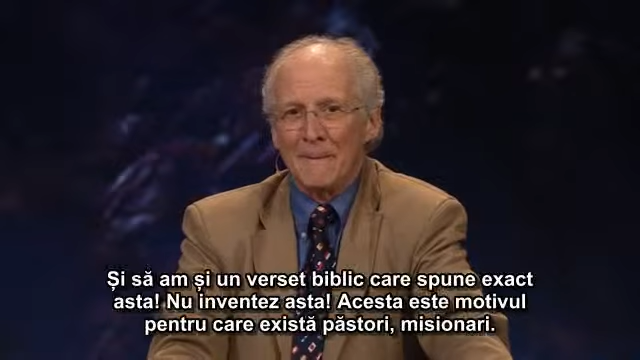 Și să am și un verset biblic care spune exact
asta! Nu inventez asta! Acesta este motivul
pentru care există păstori, misionari.